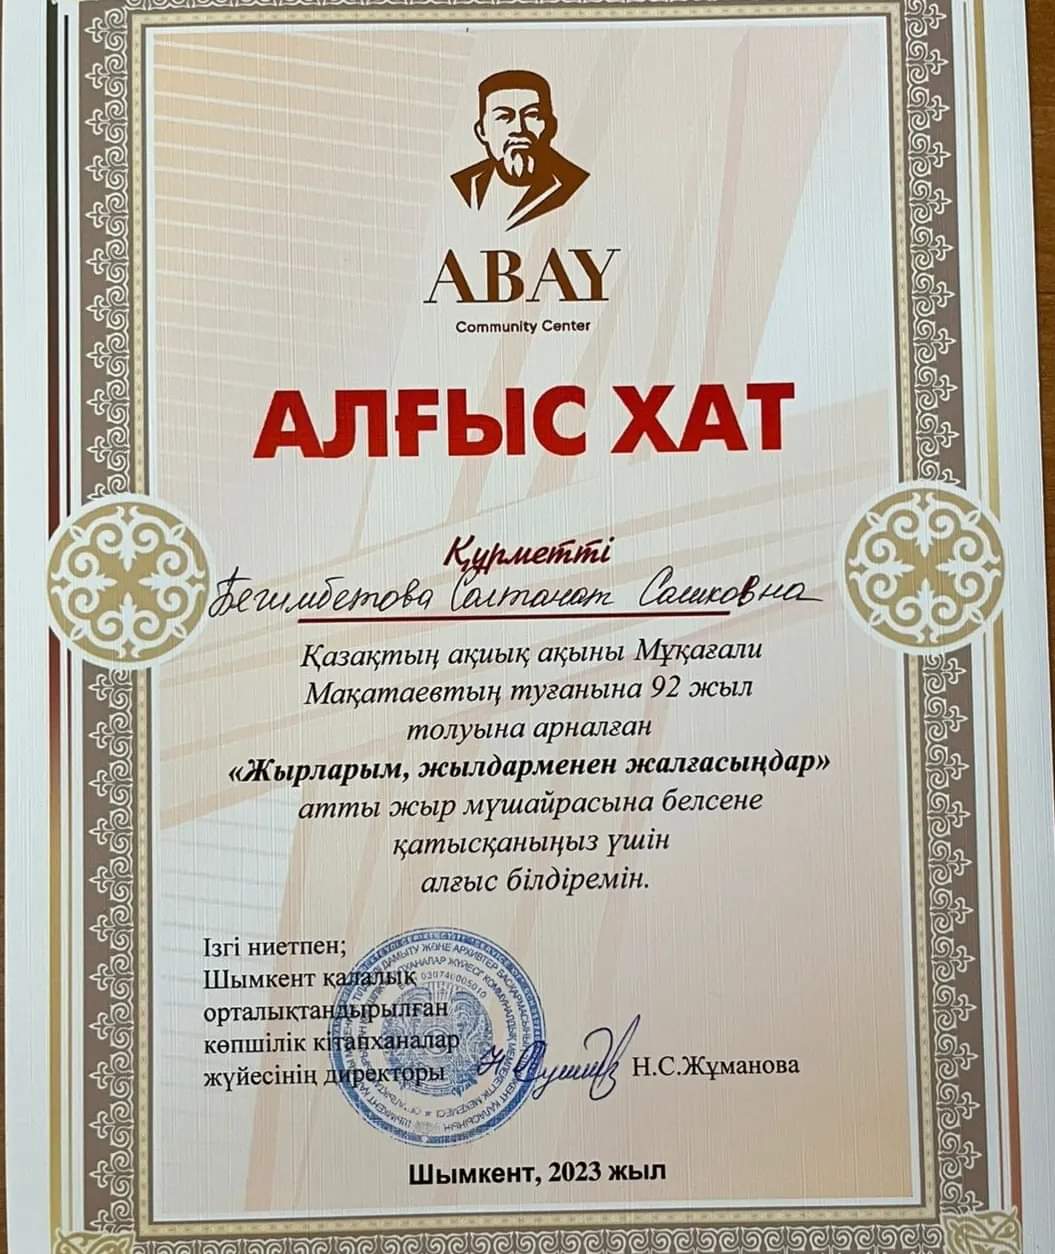 ABAY
Community Center
АЛҒЫС ХАТ
Құрметті
Бегимбетова Салтанат Сашковна
Қазақтың ақиық ақыны Мұқағали
Мақатаевтың туғанына 92 жыл
толуына арналған
«Жырларым, жылдарменен жалғасыңдар»
атты жыр мүшайрасына белсене
қатысқаныңыз үшін
алғыс білдіремін.
Ізгі ниетпен;
Шымкент қалалық
орталықтандырылған
көпшілік кітапханалар
жүйесінің директоры
Н.С.Жұманова
030740005010
Шымкент, 2023 жыл